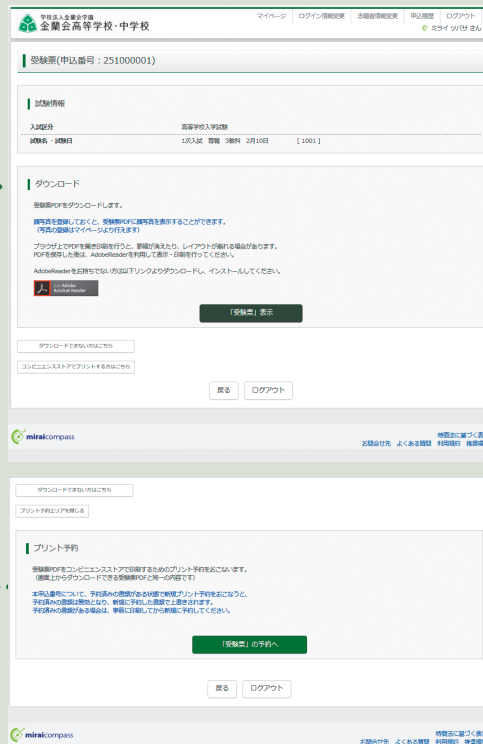 学校法人金蘭会学園
金蘭会高等学校・中学校
マイページ ログイン情報変更 志願者情報変更 申込履歴 ログアウト
ミライ ツバサ さん
受験票(申込番号：251000001)
試験情報
入試区分 高等学校入学試験
試験名・試験日 1次入試 専願 3教科 2月10日 [ 1001 ]
ダウンロード
受験票PDFをダウンロードします。
顔写真を登録しておくと、受験票PDFに顔写真を表示することができます。
（写真の登録はマイページより行えます）
ブラウザ上でPDFを開き印刷を行うと、罫線が消えたり、レイアウトが崩れる場合があります。
PDFを保存した後は、AdobeReaderを利用して表示・印刷を行ってください。
AdobeReaderをお持ちでない方は以下リンクよりダウンロードし、インストールしてください。
Get Adobe
Acrobat Reader
「受験票」表示
ダウンロードできない方はこちら
コンビニエンスストアでプリントする方はこちら
戻る ログアウト
miraicompass
特商法に基づく表
お問合せ先 よくある質問 利用規約 推奨環
ダウンロードできない方はこちら
プリント予約エリアを閉じる
プリント予約
受験票PDFをコンビニエンスストアで印刷するためのプリント予約をおこないます。
（画面上からダウンロードできる受験票PDFと同一の内容です）
本申込番号について、予約済みの書類がある状態で新規プリント予約をおこなうと、
予約済みの書類は無効となり、新規に予約した書類で上書きされます。
予約済みの書類がある場合は、事前に印刷してから新規に予約してください。
「受験票」の予約へ
戻る ログアウト
miraicompass
特商法に基づく表
お問合せ先 よくある質問 利用規約 推奨環